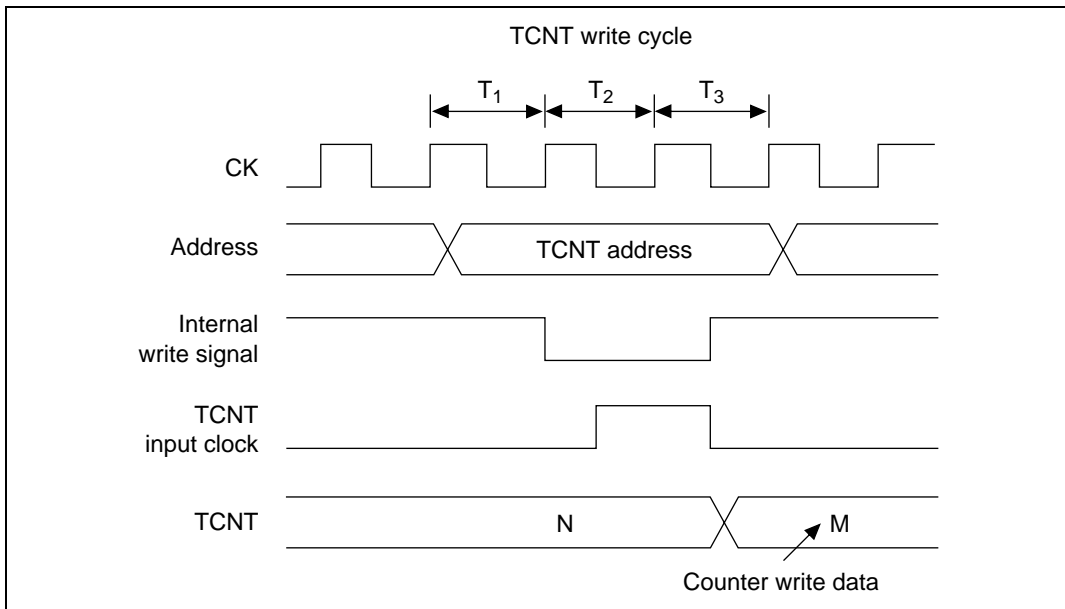 TCNT write cycle
T1 T2 T3
CK
Address
TCNT address
Internal
write signal
TCNT
input clock
TCNT
N
M
Counter write data